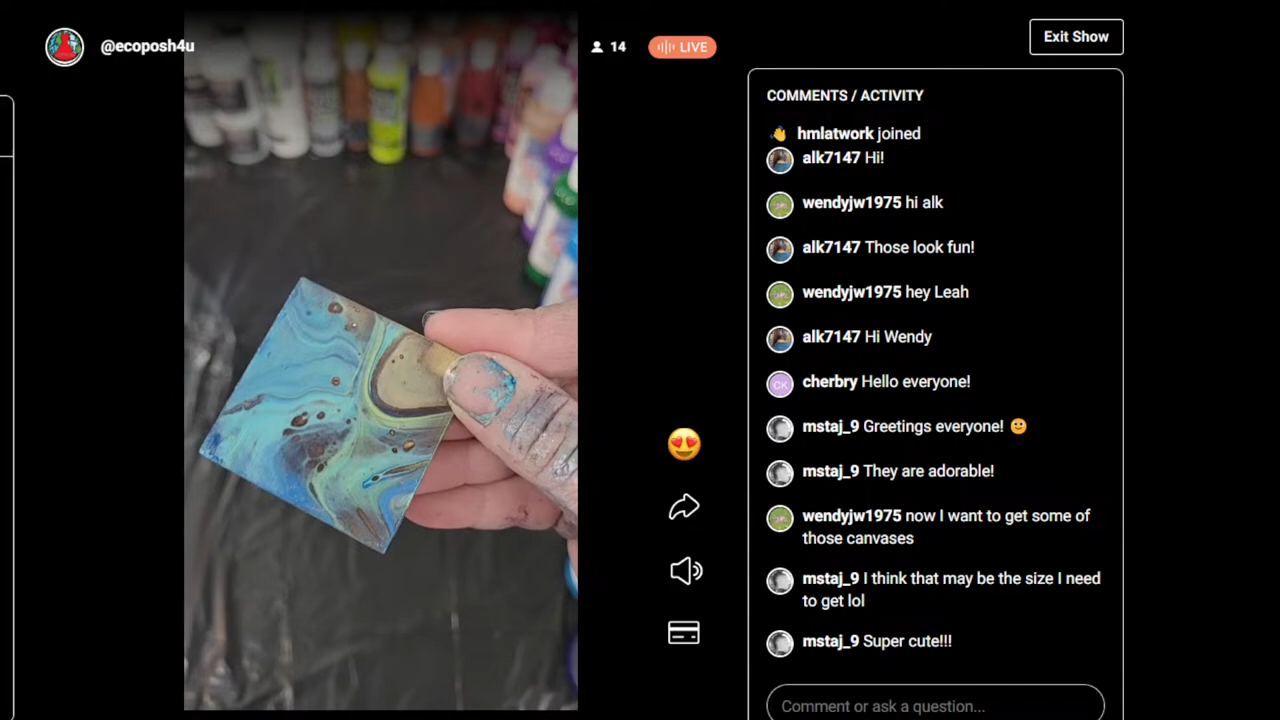 @ecoposh4u
14
LIVE
Exit Show
COMMENTS / ACTIVITY
hmlatwork joined
alk7147 Hi!
wendyjw1975 hi alk
alk7147 Those look fun!
wendyjw1975 hey Leah
alk7147 Hi Wendy
CK
cherbry Hello everyone!
mstaj_9 Greetings everyone!
mstaj_9 They are adorable!
wendyjw1975 now I want to get some of
those canvases
mstaj_9 I think that may be the size I need
to get lol
mstaj_9 Super cute!!!
Comment or ask a question...